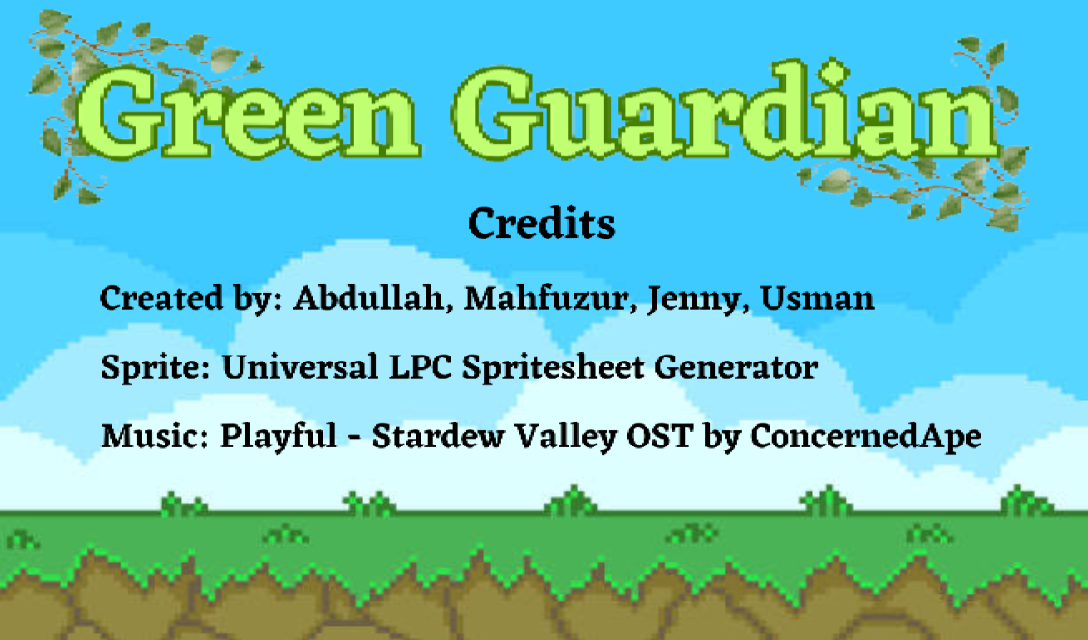 Green Guardian
Credits
Created by: Abdullah, Mahfuzur, Jenny, Usman
Sprite: Universal LPC Spritesheet Generator
Music: Playful - Stardew Valley OST by ConcernedApe